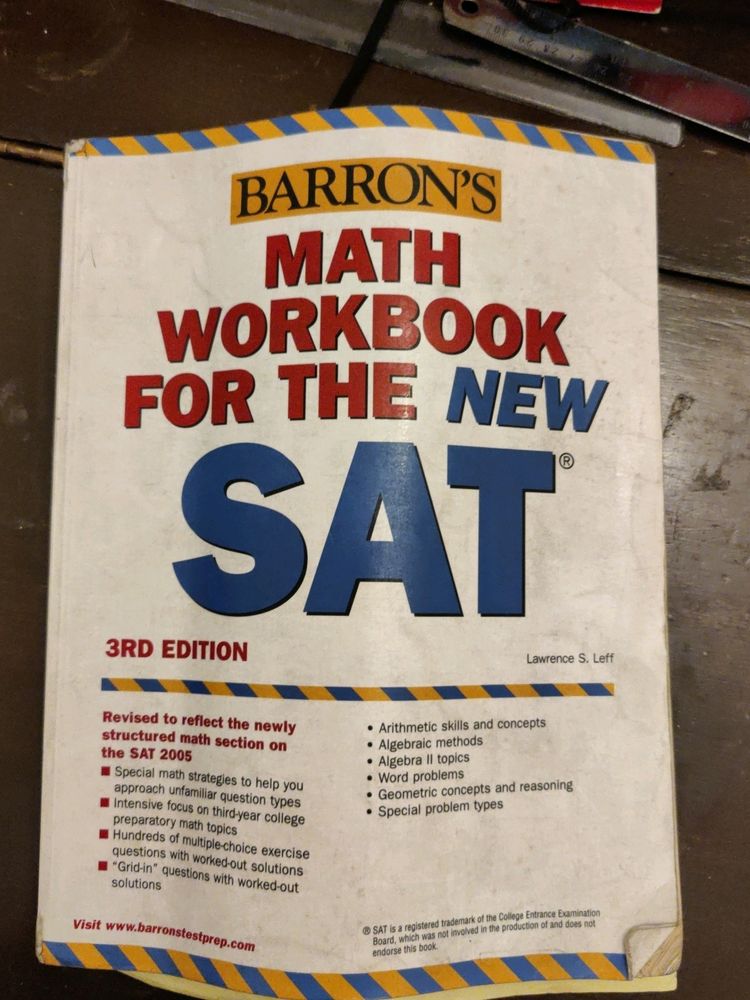 BARRON'S
MATH
WORKBOOK
FOR THE NEW
SAT®
3RD EDITION
Lawrence S. Leff
Revised to reflect the newly
structured math section on
the SAT 2005
■ Special math strategies to help you
approach unfamiliar question types
■ Intensive focus on third-year college
preparatory math topics
■ Hundreds of multiple-choice exercise
questions with worked-out solutions
■ "Grid-in" questions with worked-out
solutions
• Arithmetic skills and concepts
• Algebraic methods
• Algebra II topics
• Word problems
• Geometric concepts and reasoning
• Special problem types
Visit www.barronstestprep.com
® SAT is a registered trademark of the College Entrance Examination
Board, which was not involved in the production of and does not
endorse this book.